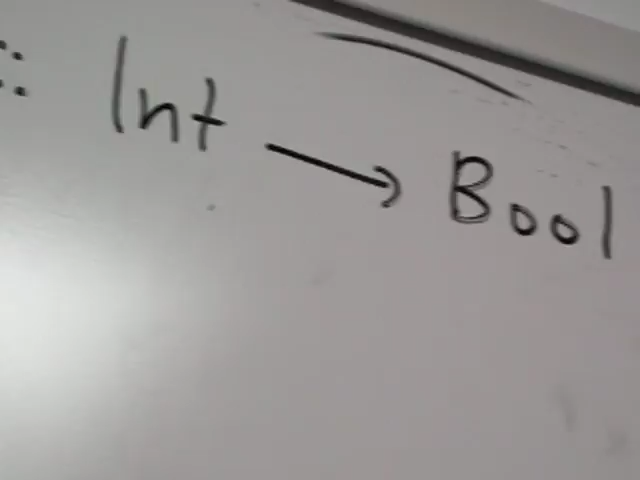 :: Int → Bool